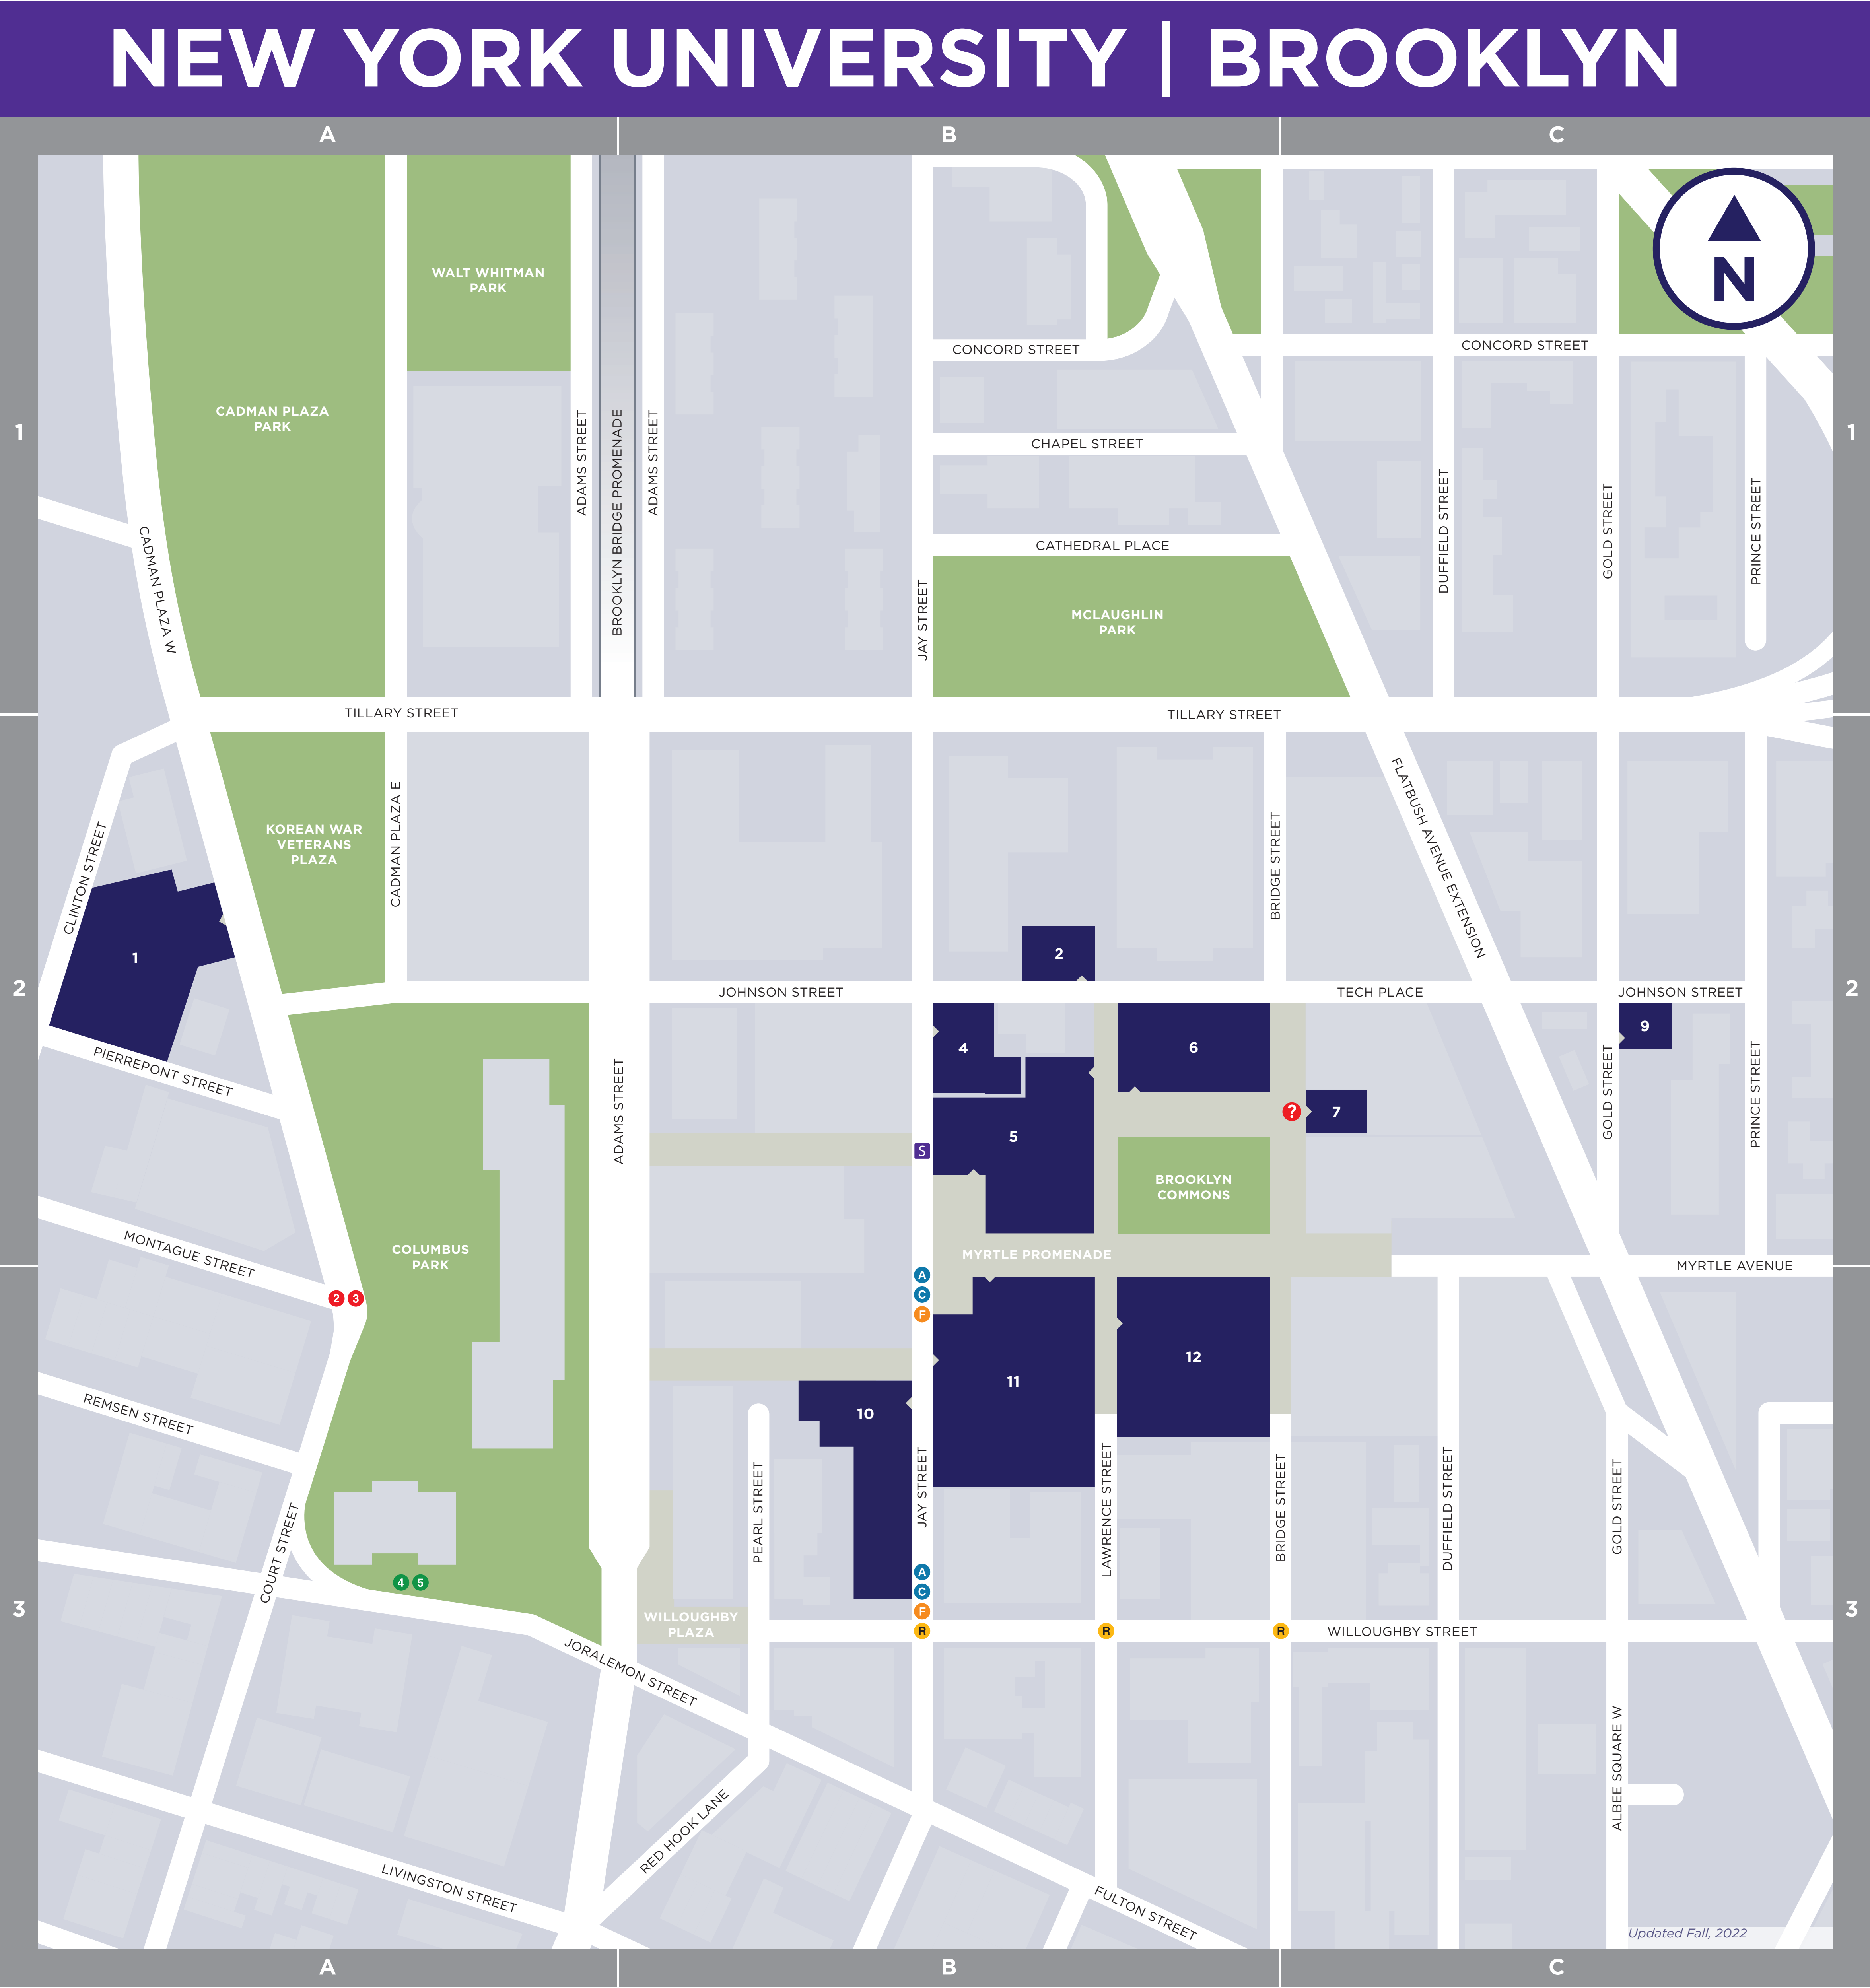 NEW YORK UNIVERSITY | BROOKLYN
A
B
C
N
WALT WHITMAN
PARK
CONCORD STREET
CONCORD STREET
CADMAN PLAZA
PARK
1
1
ADAMS STREET
BROOKLYN BRIDGE PROMENADE
ADAMS STREET
CHAPEL STREET
CATHEDRAL PLACE
DUFFIELD STREET
GOLD STREET
PRINCE STREET
CADMAN PLAZA W
JAY STREET
MCLAUGHLIN
PARK
TILLARY STREET
TILLARY STREET
KOREAN WAR
VETERANS
PLAZA
CADMAN PLAZA E
CLINTON STREET
BRIDGE STREET
FLATBUSH AVENUE EXTENSION
1
2
2
2
JOHNSON STREET
TECH PLACE
JOHNSON STREET
9
4
6
PIERREPONT STREET
ADAMS STREET
GOLD STREET
PRINCE STREET
?
7
5
S
BROOKLYN
COMMONS
MONTAGUE STREET
COLUMBUS
PARK
MYRTLE PROMENADE
MYRTLE AVENUE
2 3
A
C
F
12
11
10
REMSEN STREET
COURT STREET
PEARL STREET
JAY STREET
LAWRENCE STREET
BRIDGE STREET
DUFFIELD STREET
GOLD STREET
4 5
A
C
F
R
R
R
3
3
WILLOUGHBY
PLAZA
WILLOUGHBY STREET
JORALEMON STREET
ALBEE SQUARE W
RED HOOK LANE
LIVINGSTON STREET
FULTON STREET
Updated Fall, 2022
A
B
C